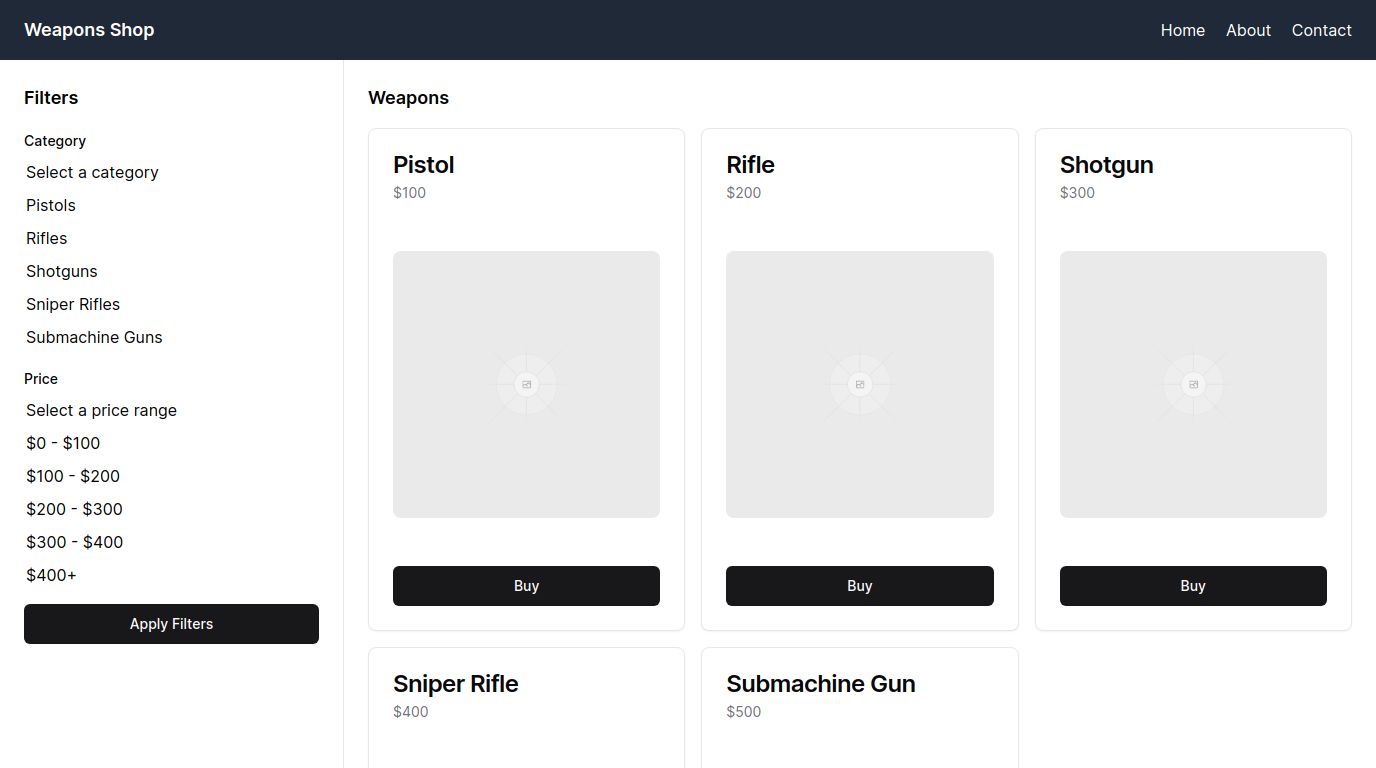 Weapons Shop
Home About Contact
Filters
Category
Select a category
Pistols
Rifles
Shotguns
Sniper Rifles
Submachine Guns
Price
Select a price range
$0 - $100
$100 - $200
$200 - $300
$300 - $400
$400+
Apply Filters
Weapons
Pistol
$100
Buy
Rifle
$200
Buy
Shotgun
$300
Buy
Sniper Rifle
$400
Submachine Gun
$500